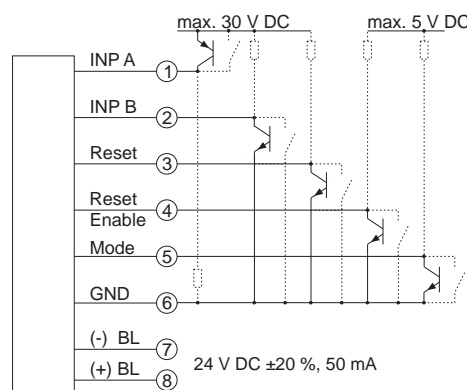 max. 30 V DC
max. 5 V DC
INP A
1
INP B
2
Reset
3
Reset
Enable
4
Mode
5
GND
6
(-) BL
7
24 V DC ±20 %, 50 mA
(+) BL
8